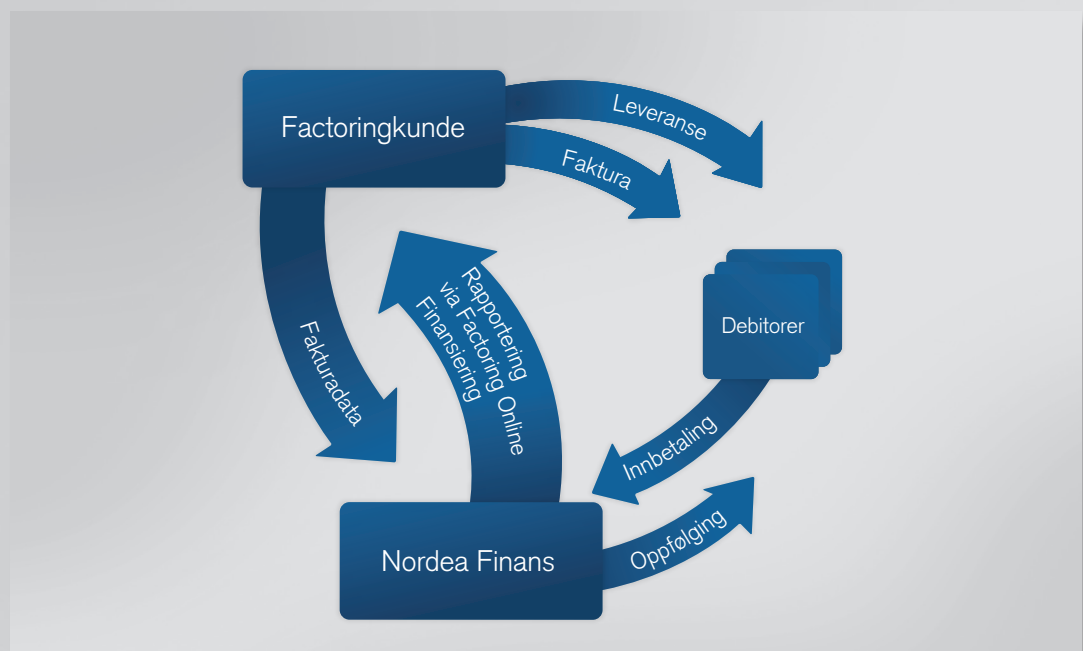 Factoringkunde
Leveranse
Faktura
Rapportering
via Factoring Online
Finansiering
Fakturadata
Debitorer
Innbetaling
Oppfølging
Nordea Finans